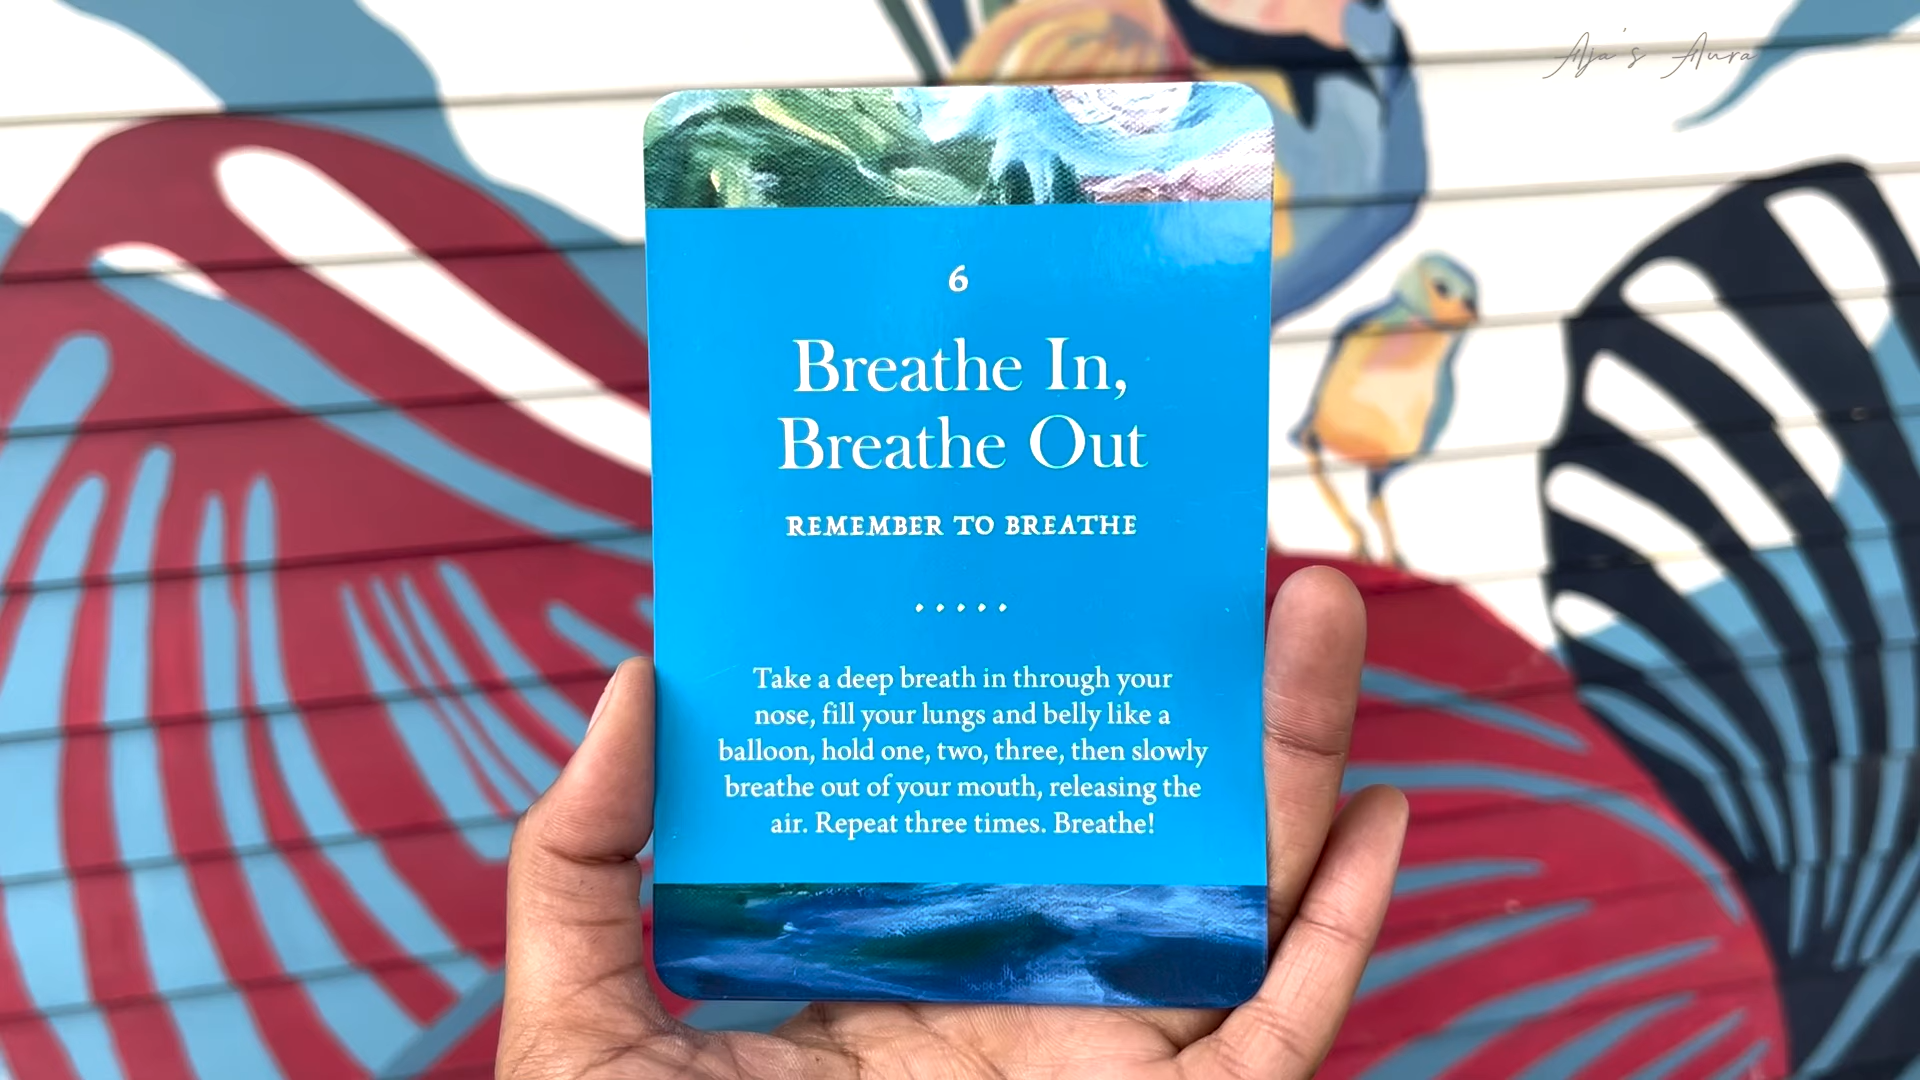 Aja's Aura
6
Breathe In,
Breathe Out
REMEMBER TO BREATHE
.....
Take a deep breath in through your
nose, fill your lungs and belly like a
balloon, hold one, two, three, then slowly
breathe out of your mouth, releasing the
air. Repeat three times. Breathe!